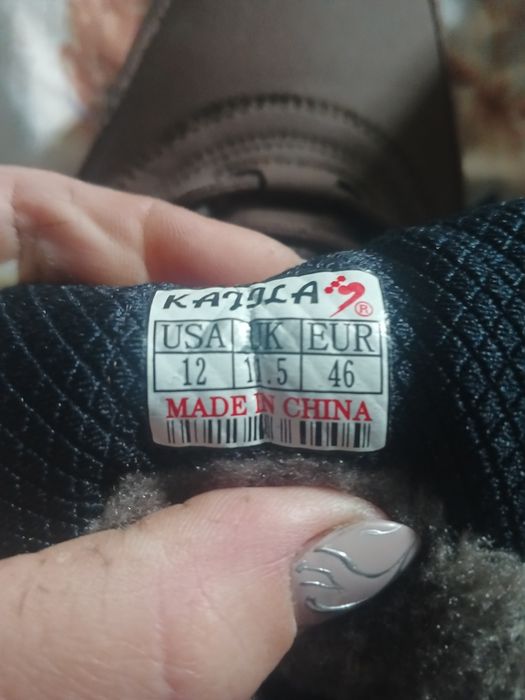 KAJILA ®
USA UK EUR
12 11.5 46
MADE IN CHINA